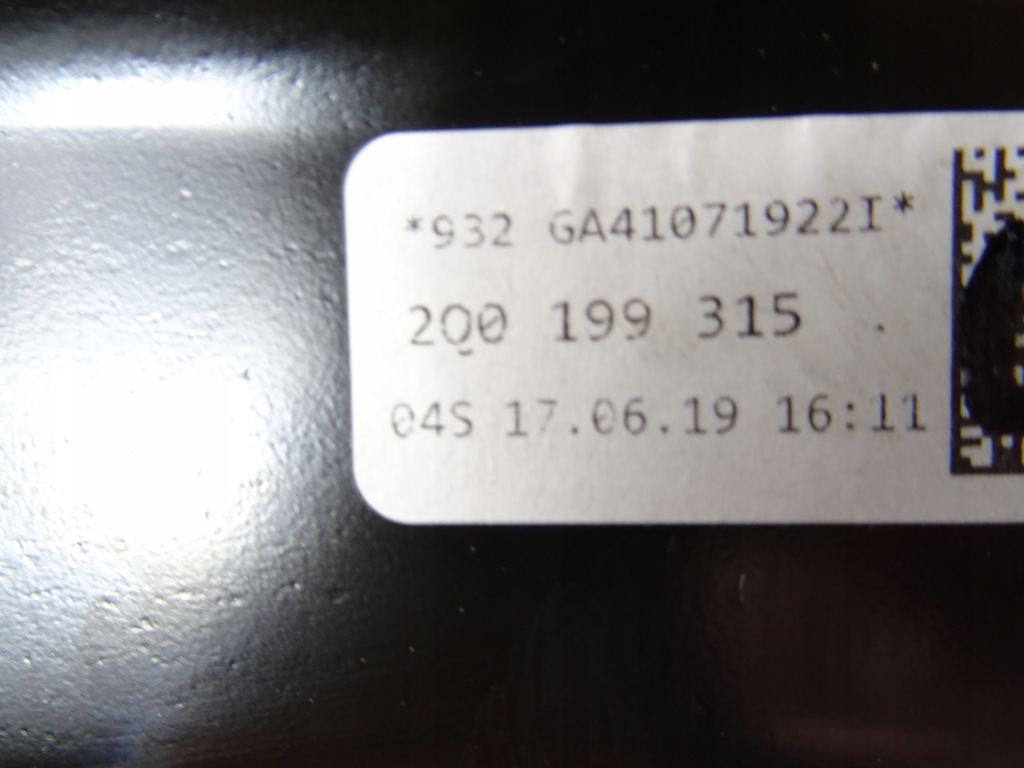 *932 GA41071922I*
2Q0 199 315 .
04S 17.06.19 16:11